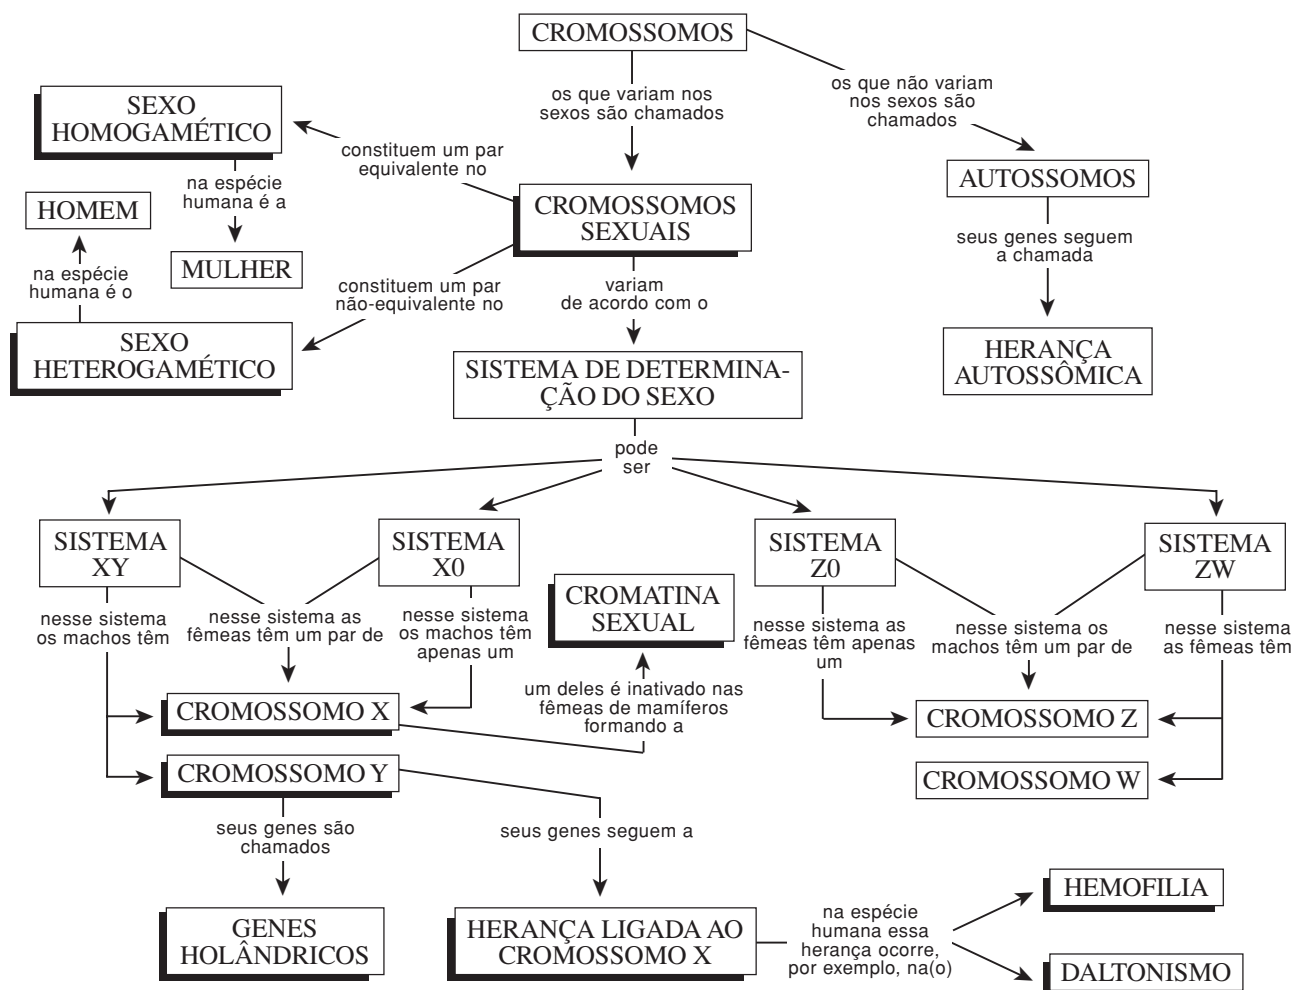 CROMOSSOMOS
os que variam nos
sexos são chamados
os que não variam
nos sexos são
chamados
SEXO
HOMOGAMÉTICO
constituem um par
equivalente no
na espécie
humana é a
HOMEM
MULHER
CROMOSSOMOS
SEXUAIS
AUTOSSOMOS
seus genes seguem
a chamada
na espécie
humana é o
constituem um par
não-equivalente no
variam
de acordo com o
SEXO
HETEROGAMÉTICO
SISTEMA DE DETERMINA-
ÇÃO DO SEXO
HERANÇA
AUTOSSÔMICA
pode
ser
SISTEMA
XY
SISTEMA
X0
SISTEMA
Z0
SISTEMA
ZW
nesse sistema
os machos têm
nesse sistema as
fêmeas têm um par de
nesse sistema
os machos têm
apenas um
CROMATINA
SEXUAL
nesse sistema as
fêmeas têm apenas
um
nesse sistema os
machos têm um par de
nesse sistema
as fêmeas têm
um deles é inativado nas
fêmeas de mamíferos
formando a
CROMOSSOMO X
CROMOSSOMO Z
CROMOSSOMO Y
CROMOSSOMO W
seus genes são
chamados
seus genes seguem a
GENES
HOLÂNDRICOS
HERANÇA LIGADA AO
CROMOSSOMO X
na espécie
humana essa
herança ocorre,
por exemplo, na(o)
HEMOFILIA
DALTONISMO